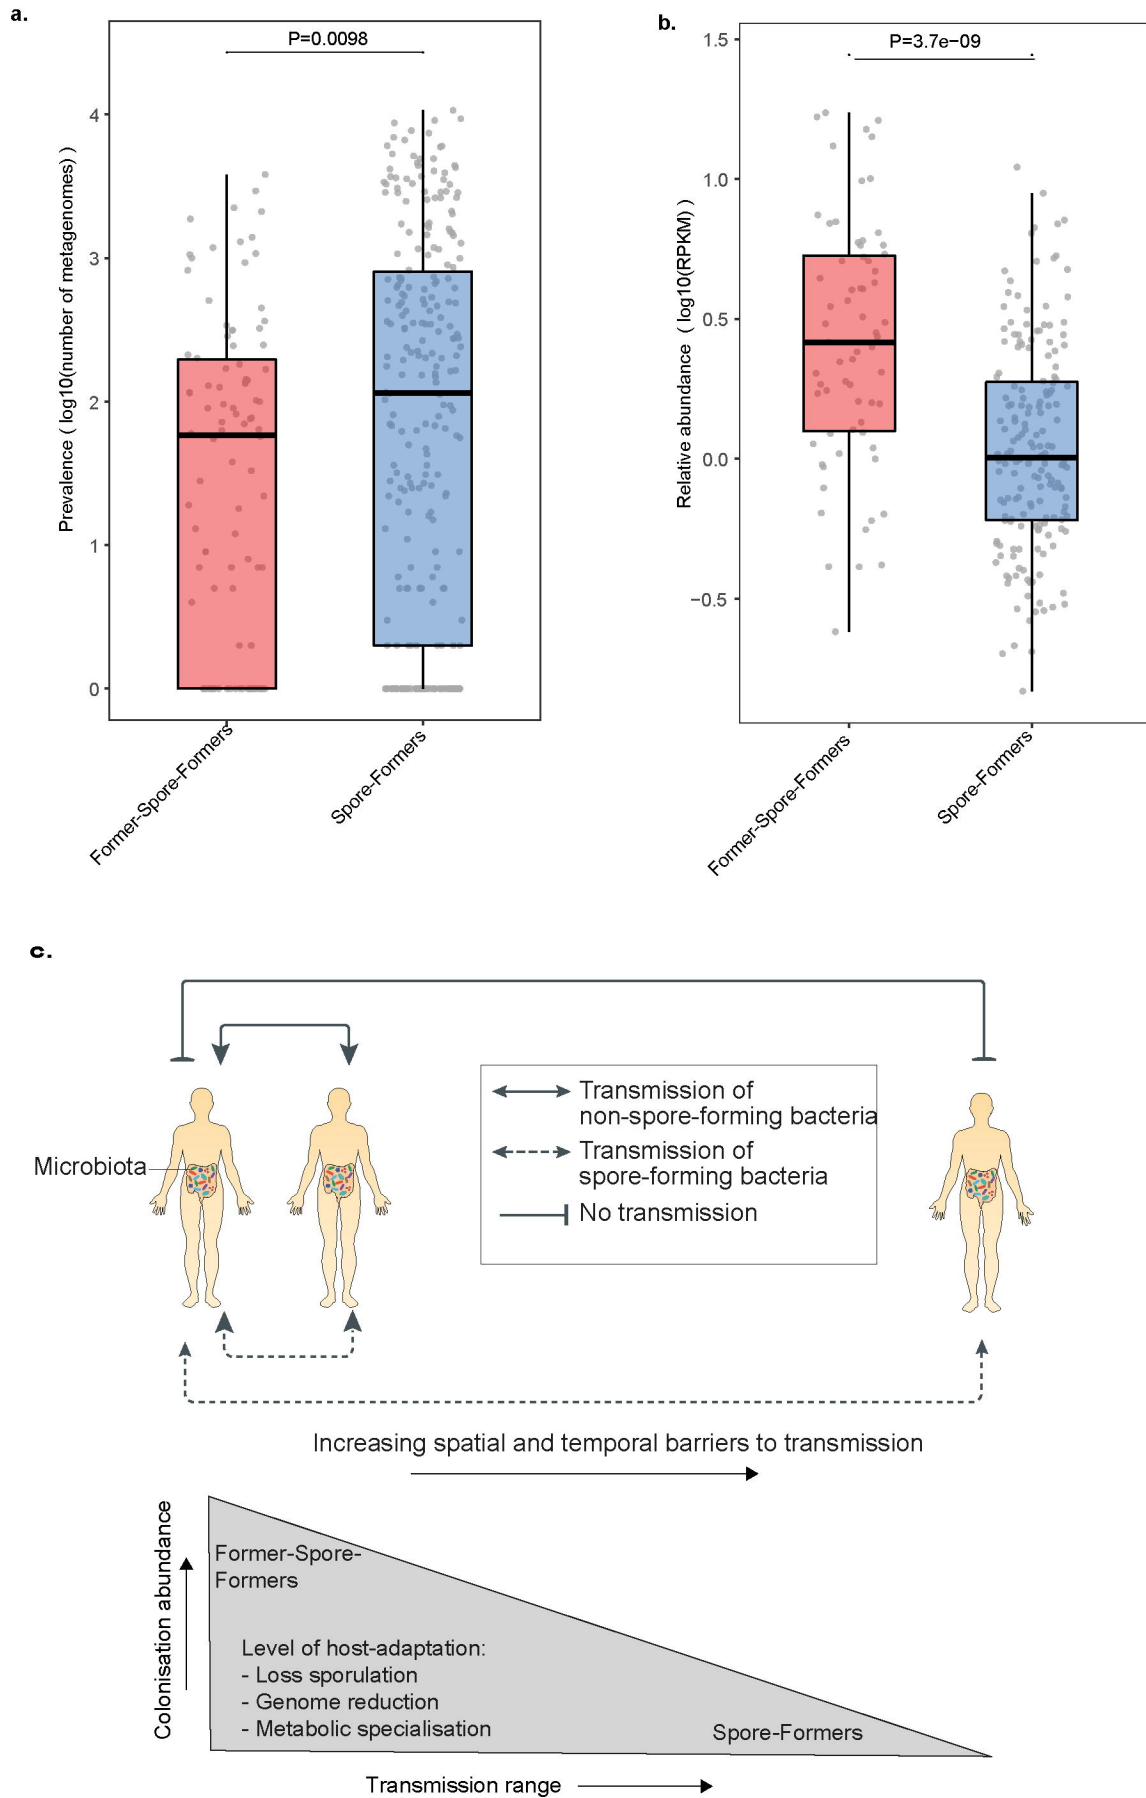 a.
P=0.0098
Prevalence ( log10(number of metagenomes) )
4
3
2
1
0
Former-Spore-Formers
Spore-Formers
b.
P=3.7e−09
Relative abundance ( log10(RPKM) )
1.5
1.0
0.5
0.0
−0.5
Former-Spore-Formers
Spore-Formers
c.
Microbiota
Transmission of
non-spore-forming bacteria
Transmission of
spore-forming bacteria
No transmission
Increasing spatial and temporal barriers to transmission
Colonisation abundance
Former-Spore-
Formers
Level of host-adaptation:
- Loss sporulation
- Genome reduction
- Metabolic specialisation
Spore-Formers
Transmission range